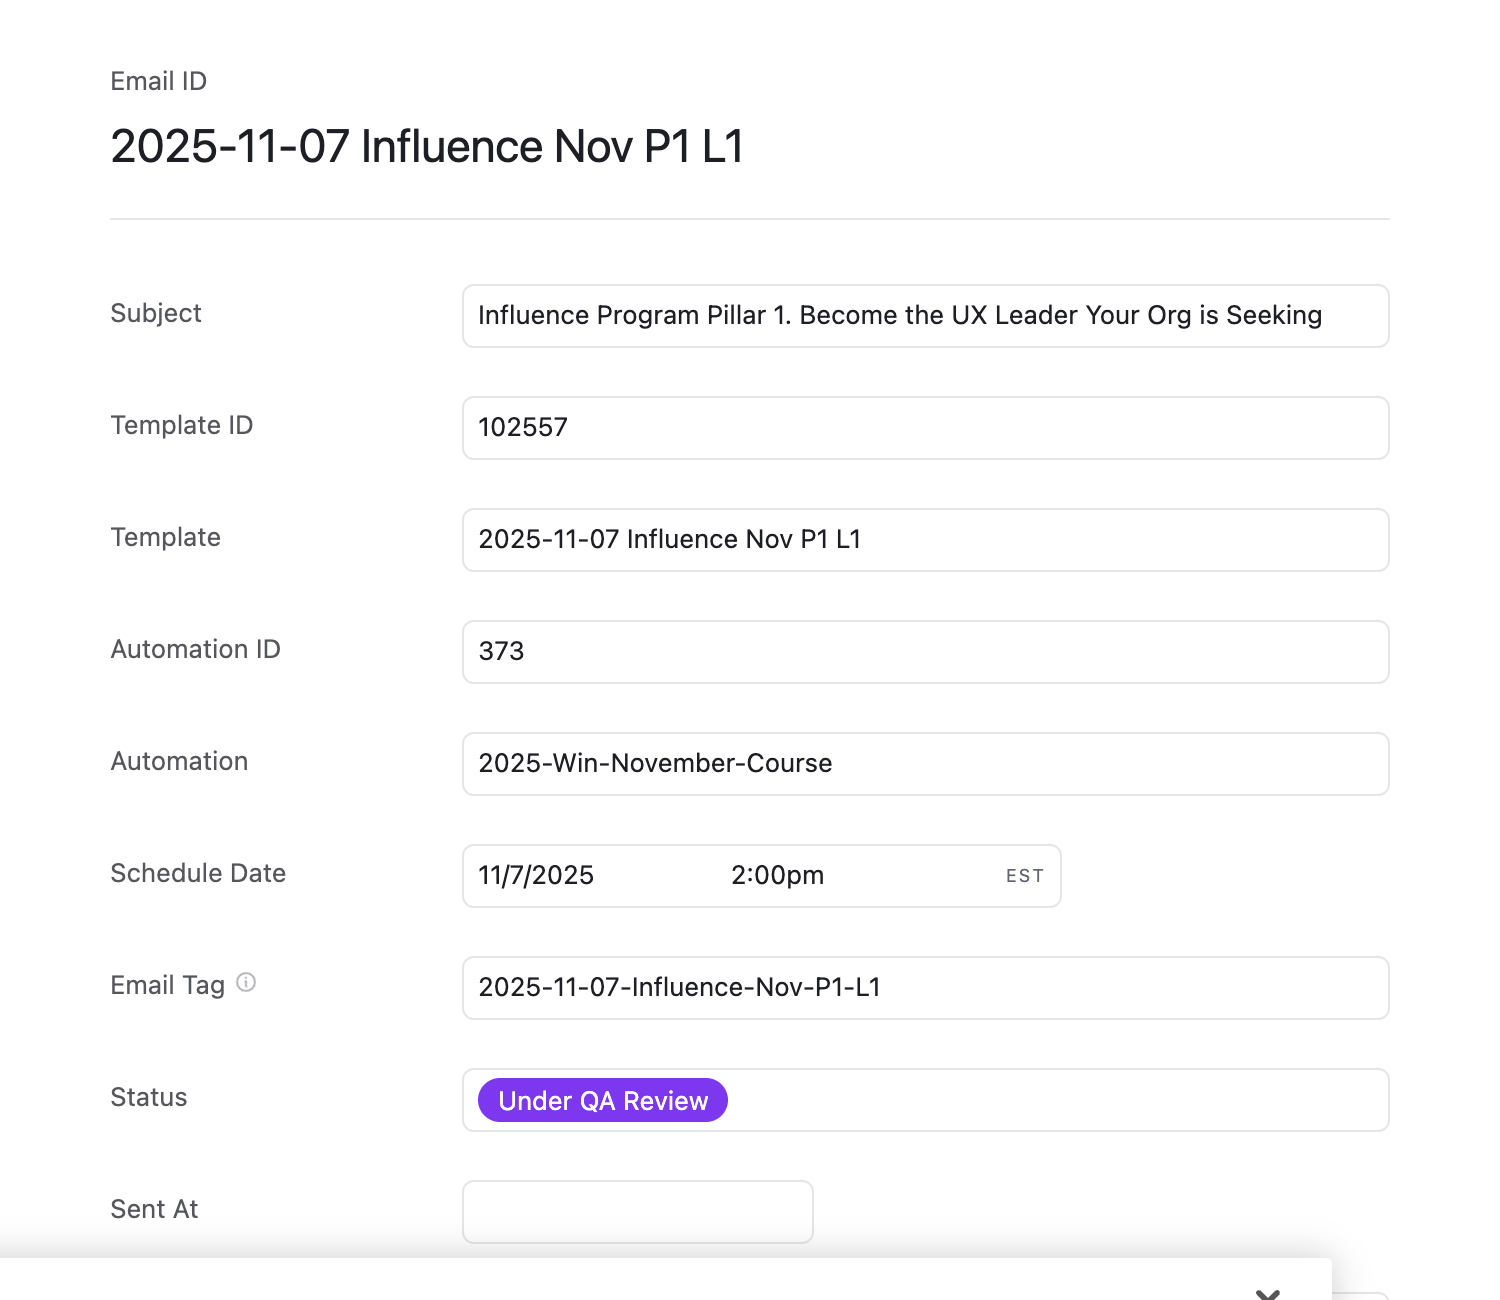 Email ID
2025-11-07 Influence Nov P1 L1
Subject
Influence Program Pillar 1. Become the UX Leader Your Org is Seeking
Template ID
102557
Template
2025-11-07 Influence Nov P1 L1
Automation ID
373
Automation
2025-Win-November-Course
Schedule Date
11/7/2025 2:00pm EST
Email Tag
2025-11-07-Influence-Nov-P1-L1
Status
Under QA Review
Sent At